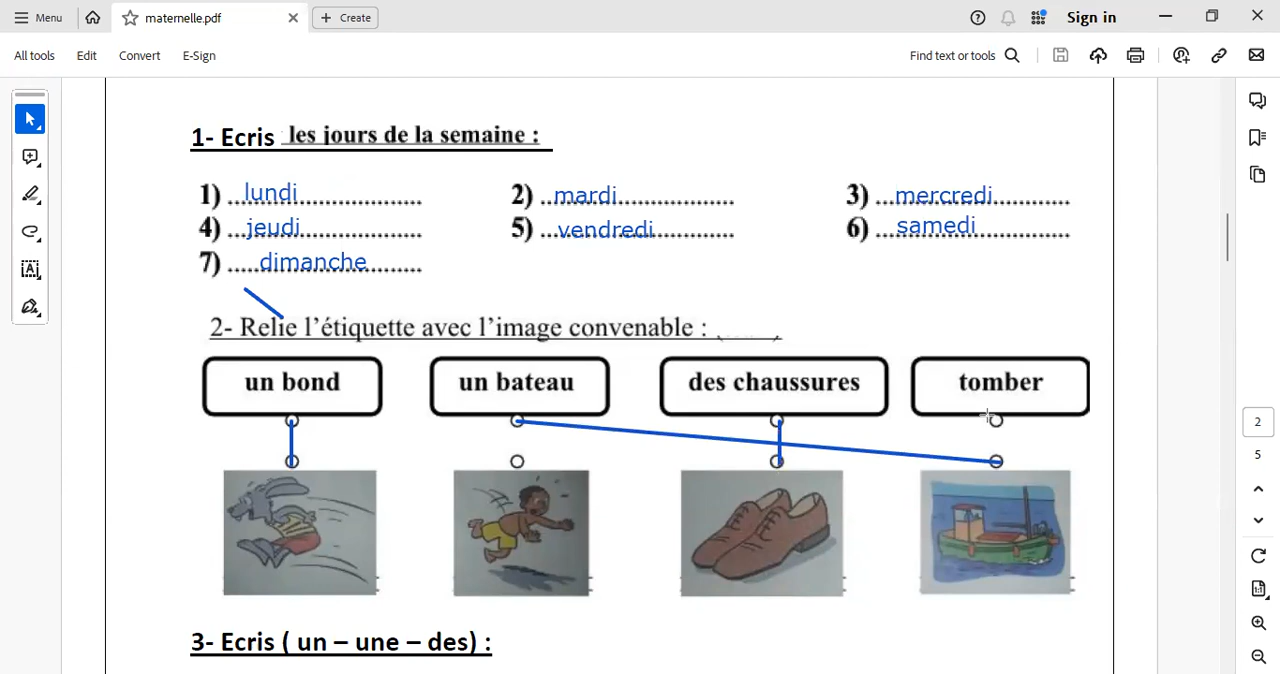 Menu maternelle.pdf Create Sign in
All tools Edit Convert E-Sign Find text or tools
1- Ecris les jours de la semaine :
1) lundi 2) mardi 3) mercredi
4) jeudi 5) vendredi 6) samedi
7) dimanche
2- Relie l’étiquette avec l’image convenable :
un bond un bateau des chaussures tomber
2
5
3- Ecris ( un – une – des) :